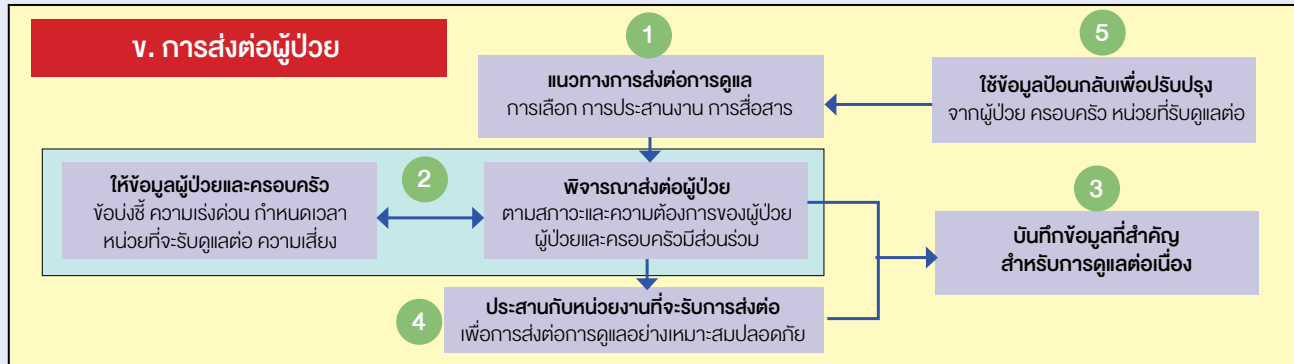 ข. การส่งต่อผู้ป่วย
1
แนวทางการส่งต่อการดูแล
การเลือก การประสานงาน การสื่อสาร
5
ใช้ข้อมูลป้อนกลับเพื่อปรับปรุง
จากผู้ป่วย ครอบครัว หน่วยที่รับดูแลต่อ
ให้ข้อมูลผู้ป่วยและครอบครัว
ข้อบ่งชี้ ความเร่งด่วน กำหนดเวลา
หน่วยที่จะรับดูแลต่อ ความเสี่ยง
2
พิจารณาส่งต่อผู้ป่วย
ตามสภาวะและความต้องการของผู้ป่วย
ผู้ป่วยและครอบครัวมีส่วนร่วม
3
บันทึกข้อมูลที่สำคัญ
สำหรับการดูแลต่อเนื่อง
4
ประสานกับหน่วยงานที่จะรับการส่งต่อ
เพื่อการส่งต่อการดูแลอย่างเหมาะสมปลอดภัย